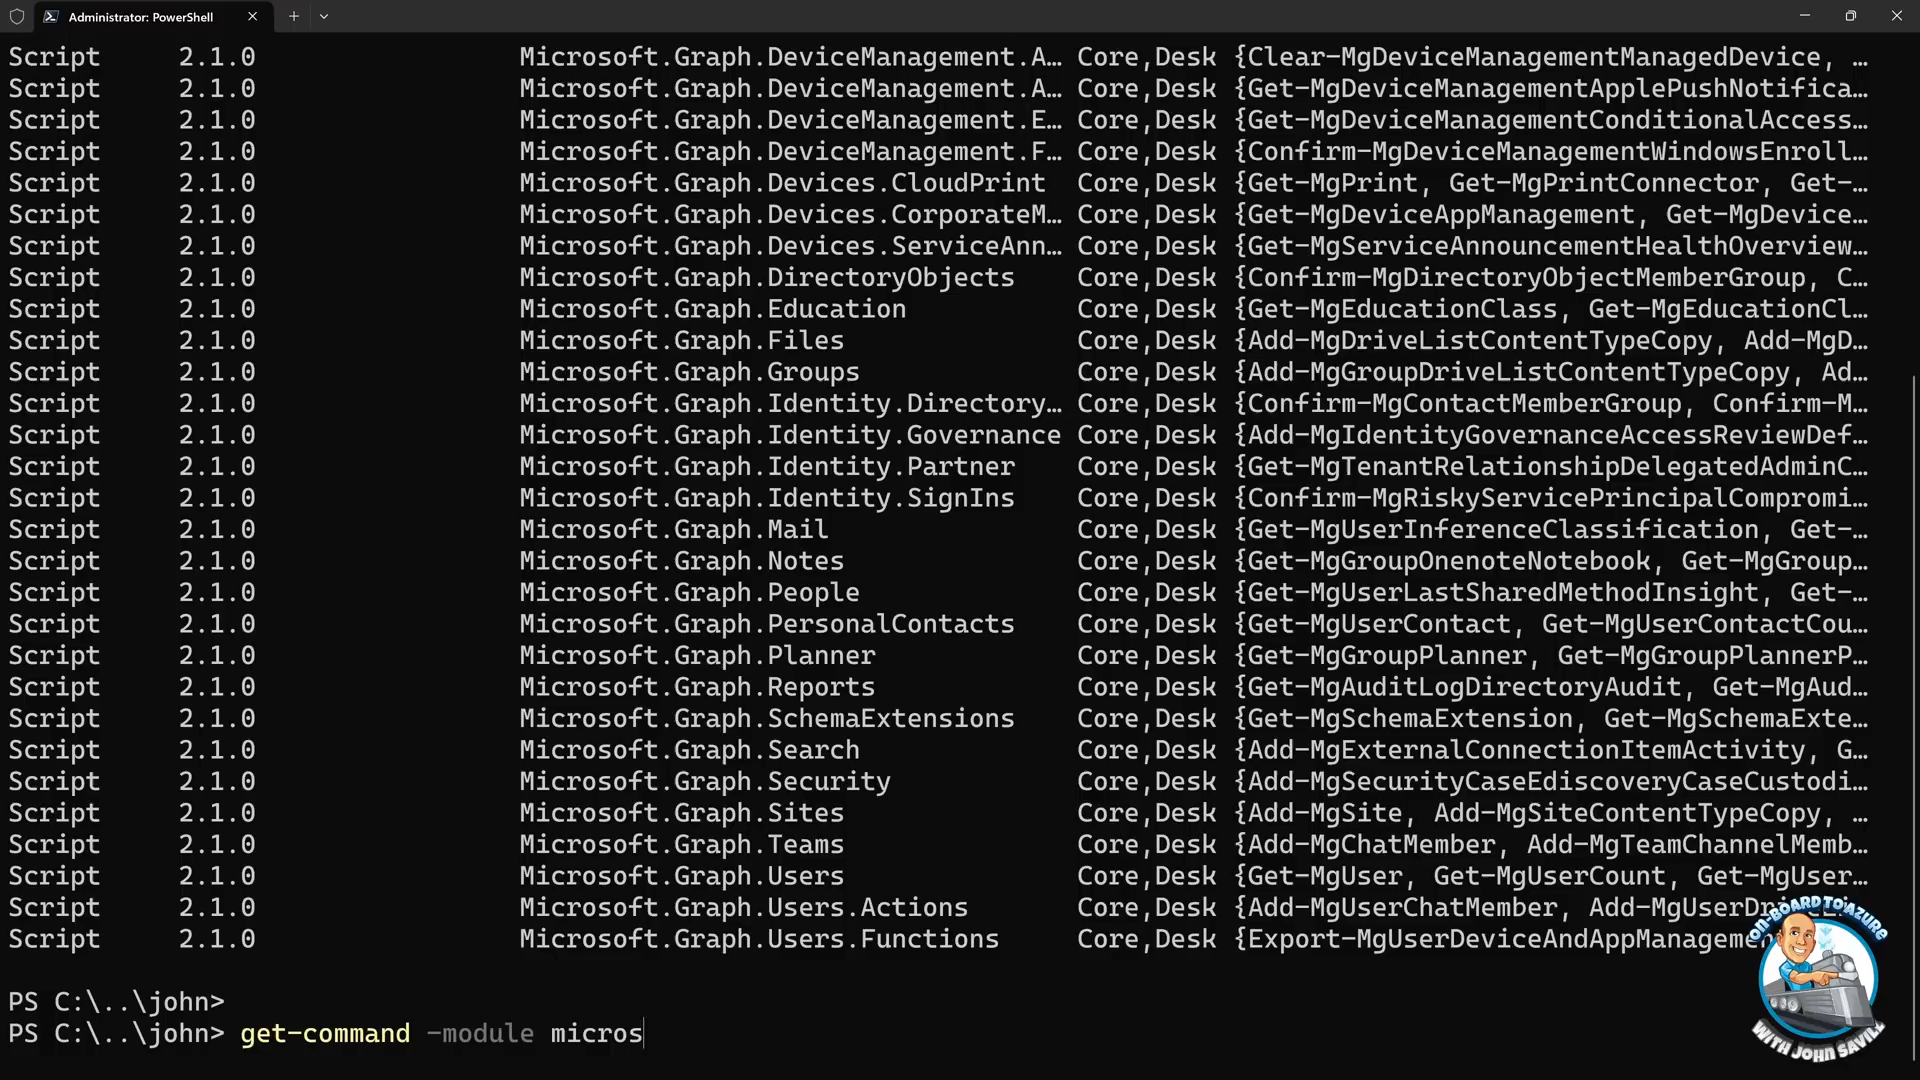 Administrator: PowerShell
Script 2.1.0 Microsoft.Graph.DeviceManagement.A… Core,Desk {Clear-MgDeviceManagementManagedDevice, …
Script 2.1.0 Microsoft.Graph.DeviceManagement.A… Core,Desk {Get-MgDeviceManagementApplePushNotifica…
Script 2.1.0 Microsoft.Graph.DeviceManagement.E… Core,Desk {Get-MgDeviceManagementConditionalAccess…
Script 2.1.0 Microsoft.Graph.DeviceManagement.F… Core,Desk {Confirm-MgDeviceManagementWindowsEnroll…
Script 2.1.0 Microsoft.Graph.Devices.CloudPrint Core,Desk {Get-MgPrint, Get-MgPrintConnector, Get-…
Script 2.1.0 Microsoft.Graph.Devices.CorporateM… Core,Desk {Get-MgDeviceAppManagement, Get-MgDevice…
Script 2.1.0 Microsoft.Graph.Devices.ServiceAnn… Core,Desk {Get-MgServiceAnnouncementHealthOverview…
Script 2.1.0 Microsoft.Graph.DirectoryObjects Core,Desk {Confirm-MgDirectoryObjectMemberGroup, C…
Script 2.1.0 Microsoft.Graph.Education Core,Desk {Get-MgEducationClass, Get-MgEducationCl…
Script 2.1.0 Microsoft.Graph.Files Core,Desk {Add-MgDriveListContentTypeCopy, Add-MgD…
Script 2.1.0 Microsoft.Graph.Groups Core,Desk {Add-MgGroupDriveListContentTypeCopy, Ad…
Script 2.1.0 Microsoft.Graph.Identity.Directory… Core,Desk {Confirm-MgContactMemberGroup, Confirm-M…
Script 2.1.0 Microsoft.Graph.Identity.Governance Core,Desk {Add-MgIdentityGovernanceAccessReviewDef…
Script 2.1.0 Microsoft.Graph.Identity.Partner Core,Desk {Get-MgTenantRelationshipDelegatedAdminC…
Script 2.1.0 Microsoft.Graph.Identity.SignIns Core,Desk {Confirm-MgRiskyServicePrincipalCompromi…
Script 2.1.0 Microsoft.Graph.Mail Core,Desk {Get-MgUserInferenceClassification, Get-…
Script 2.1.0 Microsoft.Graph.Notes Core,Desk {Get-MgGroupOnenoteNotebook, Get-MgGroup…
Script 2.1.0 Microsoft.Graph.People Core,Desk {Get-MgUserLastSharedMethodInsight, Get-…
Script 2.1.0 Microsoft.Graph.PersonalContacts Core,Desk {Get-MgUserContact, Get-MgUserContactCou…
Script 2.1.0 Microsoft.Graph.Planner Core,Desk {Get-MgGroupPlanner, Get-MgGroupPlannerP…
Script 2.1.0 Microsoft.Graph.Reports Core,Desk {Get-MgAuditLogDirectoryAudit, Get-MgAud…
Script 2.1.0 Microsoft.Graph.SchemaExtensions Core,Desk {Get-MgSchemaExtension, Get-MgSchemaExte…
Script 2.1.0 Microsoft.Graph.Search Core,Desk {Add-MgExternalConnectionItemActivity, G…
Script 2.1.0 Microsoft.Graph.Security Core,Desk {Add-MgSecurityCaseEdiscoveryCaseCustodi…
Script 2.1.0 Microsoft.Graph.Sites Core,Desk {Add-MgSite, Add-MgSiteContentTypeCopy, …
Script 2.1.0 Microsoft.Graph.Teams Core,Desk {Add-MgChatMember, Add-MgTeamChannelMemb…
Script 2.1.0 Microsoft.Graph.Users Core,Desk {Get-MgUser, Get-MgUserCount, Get-MgUser…
Script 2.1.0 Microsoft.Graph.Users.Actions Core,Desk {Add-MgUserChatMember,
Script 2.1.0 Microsoft.Graph.Users.Functions Core,Desk
PS C:\..\john>
PS C:\..\john> get-command -module micros
ON-BOARD TO AZURE
WITH JOHN SAVILL